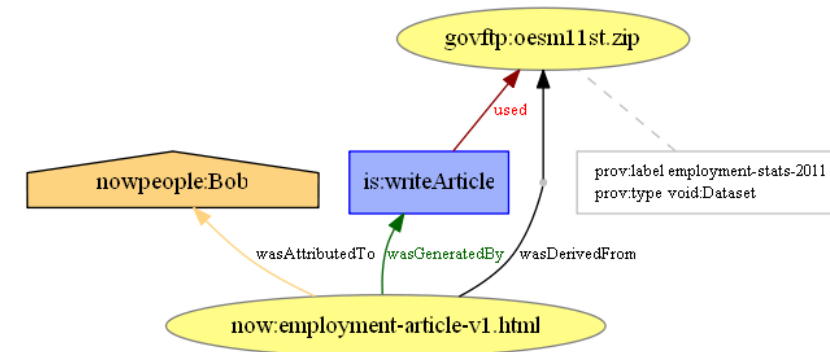 govftp:oesm11st.zip
used
nowpeople:Bob
is:writeArticle
prov:label employment-stats-2011
prov:type void:Dataset
wasAttributedTo
wasGeneratedBy
wasDerivedFrom
now:employment-article-v1.html